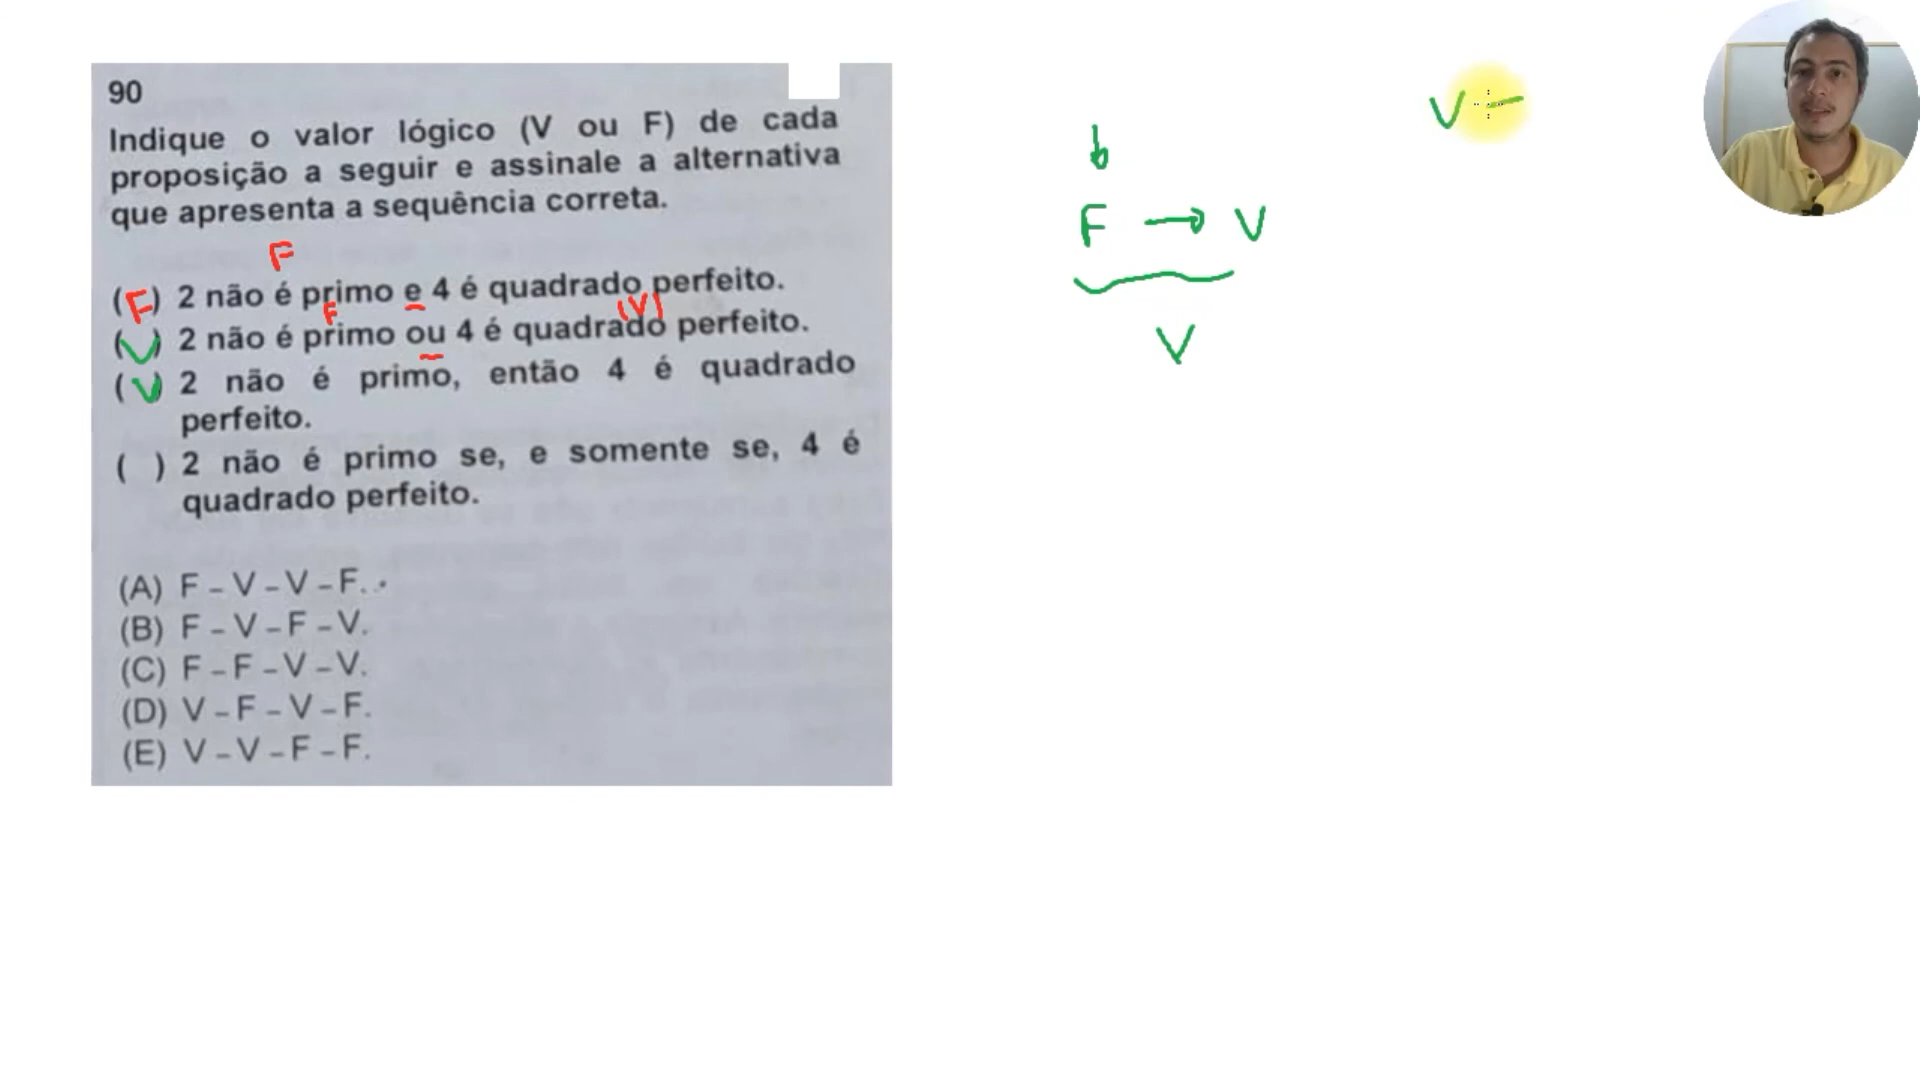 90
Indique o valor lógico (V ou F) de cada
proposição a seguir e assinale a alternativa
que apresenta a sequência correta.
F
(F) 2 não é primo e 4 é quadrado perfeito.
F (V)
(V) 2 não é primo ou 4 é quadrado perfeito.
(V) 2 não é primo, então 4 é quadrado
perfeito.
( ) 2 não é primo se, e somente se, 4 é
quadrado perfeito.
(A) F – V – V – F.
(B) F – V – F – V.
(C) F – F – V – V.
(D) V – F – V – F.
(E) V – V – F – F.
F → V
V
V